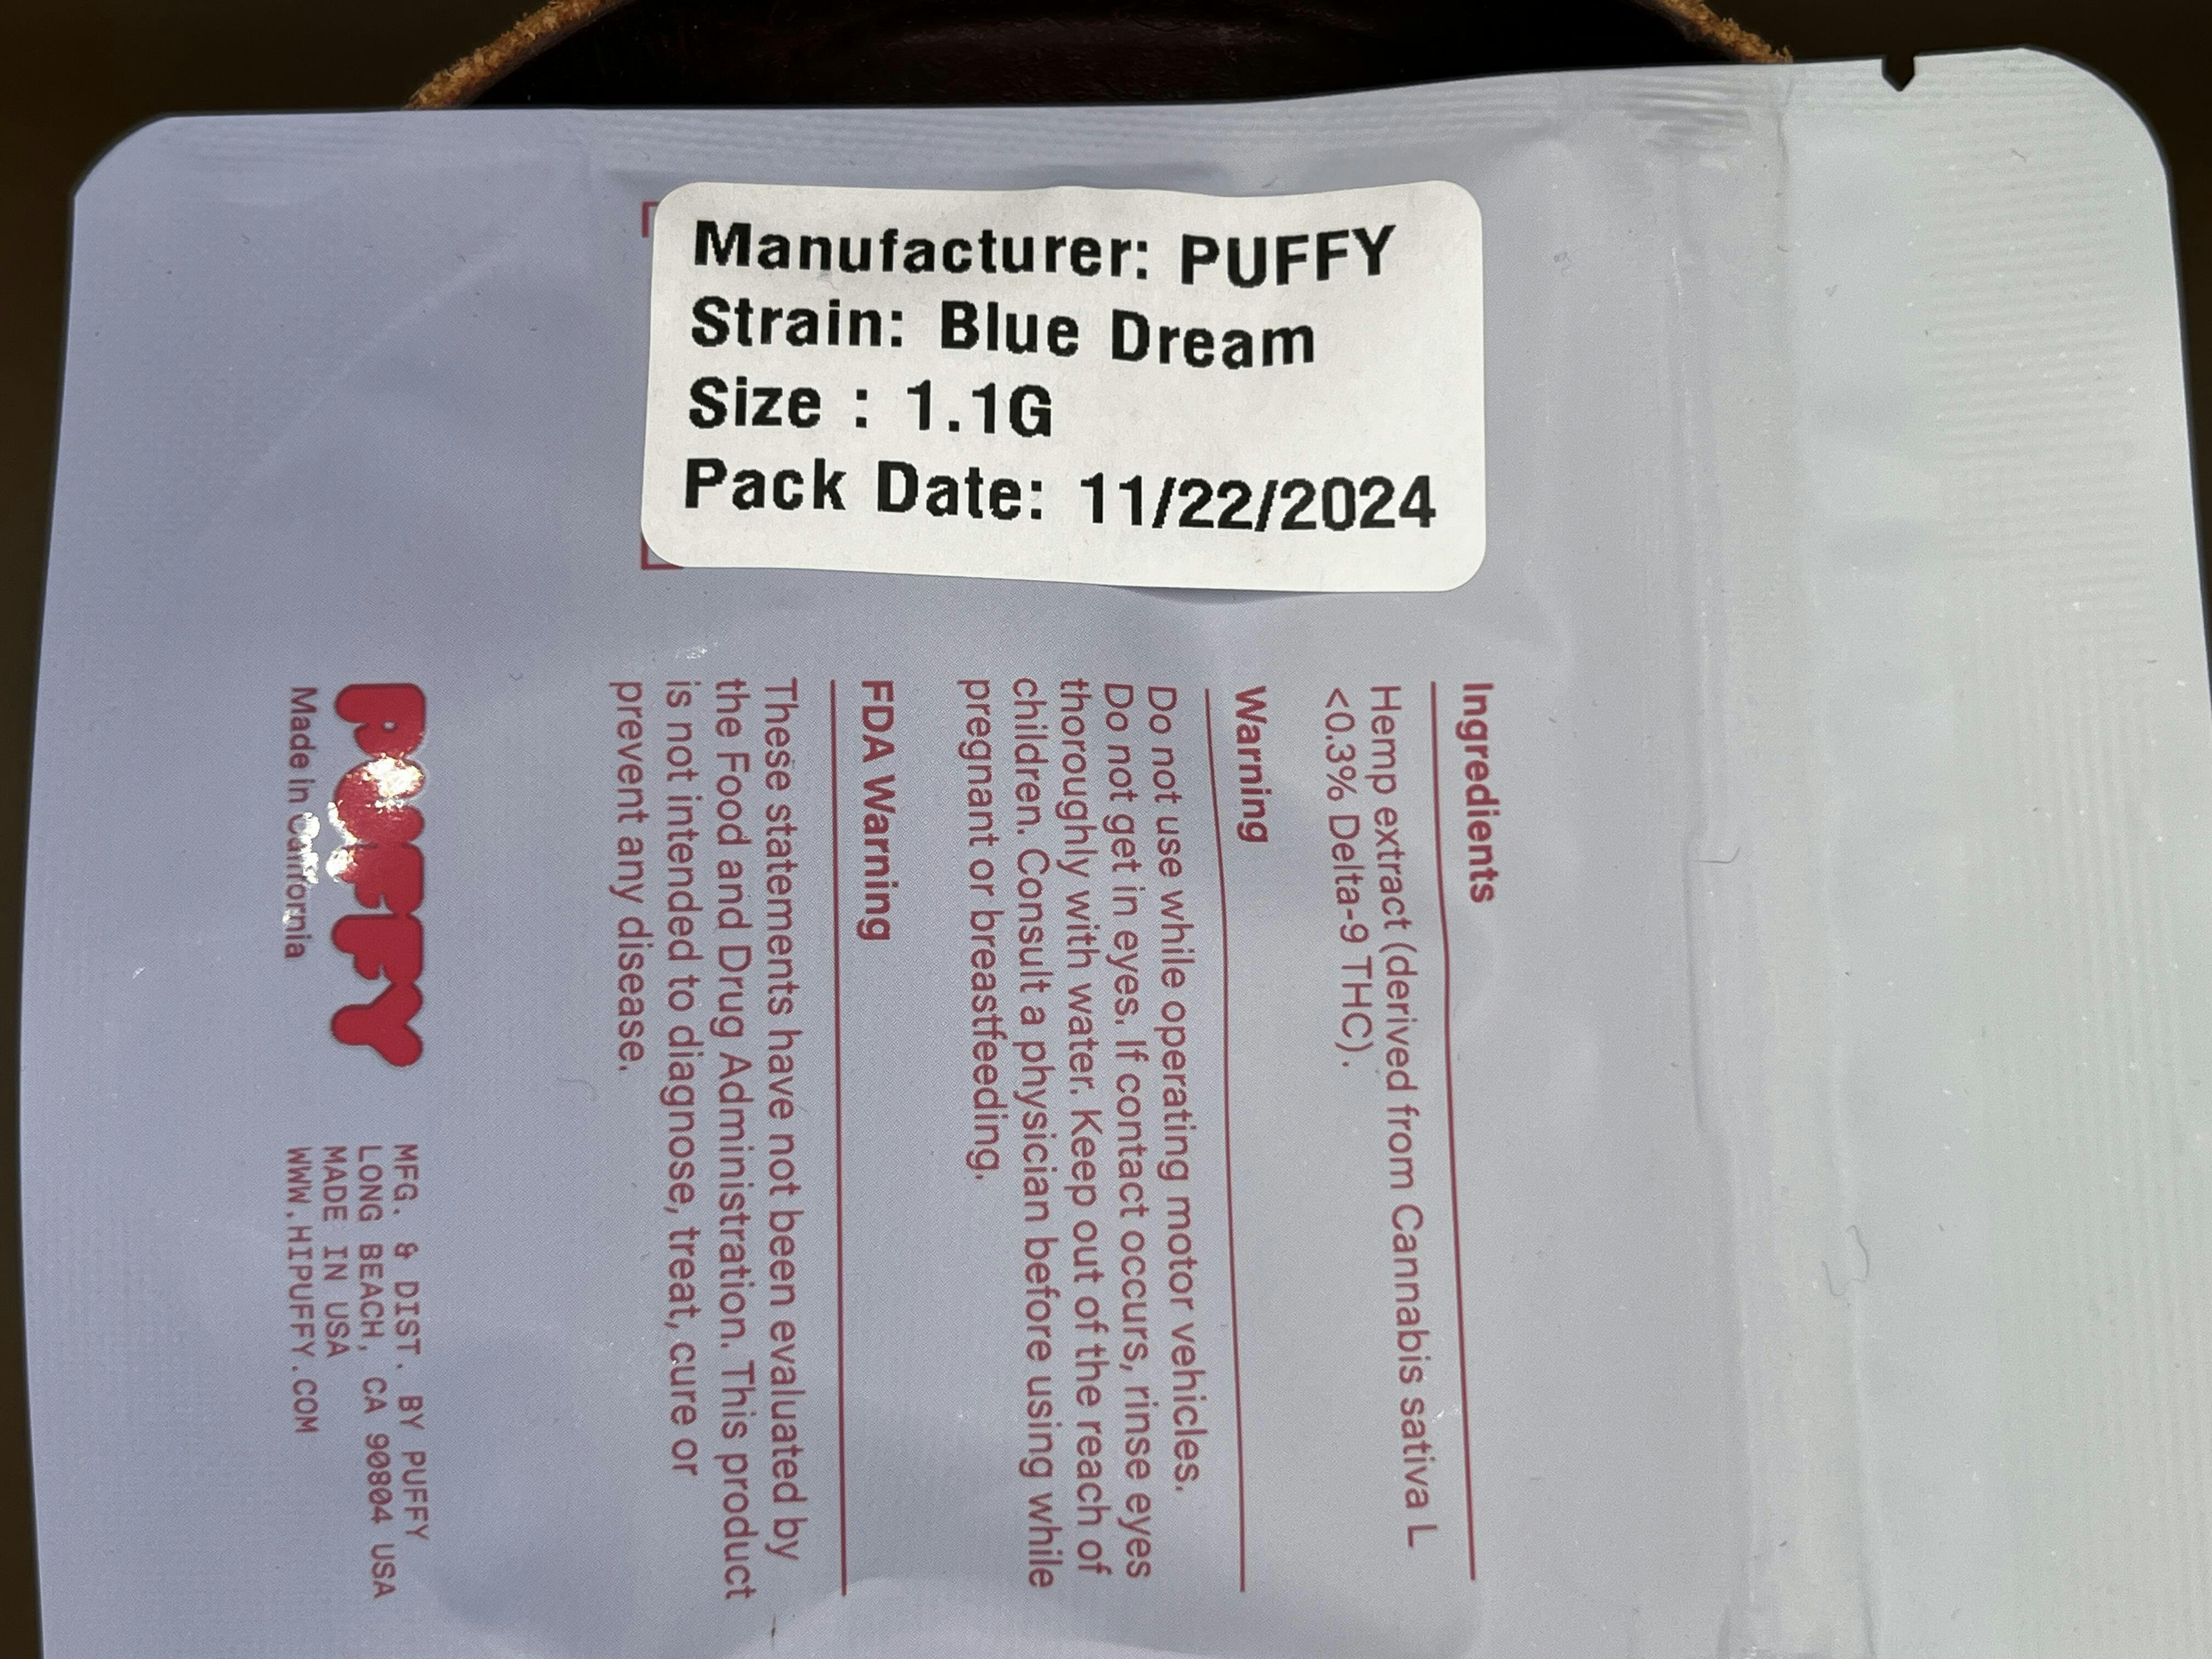 Manufacturer: PUFFY
Strain: Blue Dream
Size : 1.1G
Pack Date: 11/22/2024
Ingredients
Hemp extract (derived from Cannabis sativa L
<0.3% Delta-9 THC).
Warning
Do not use while operating motor vehicles.
Do not get in eyes. If contact occurs, rinse eyes
thoroughly with water. Keep out of the reach of
children. Consult a physician before using while
pregnant or breastfeeding.
FDA Warning
These statements have not been evaluated by
the Food and Drug Administration. This product
is not intended to diagnose, treat, cure or
prevent any disease.
PUFFY
Made in California
MFG. & DIST. BY PUFFY
LONG BEACH, CA 90804 USA
MADE IN USA
WWW.HIPUFFY.COM